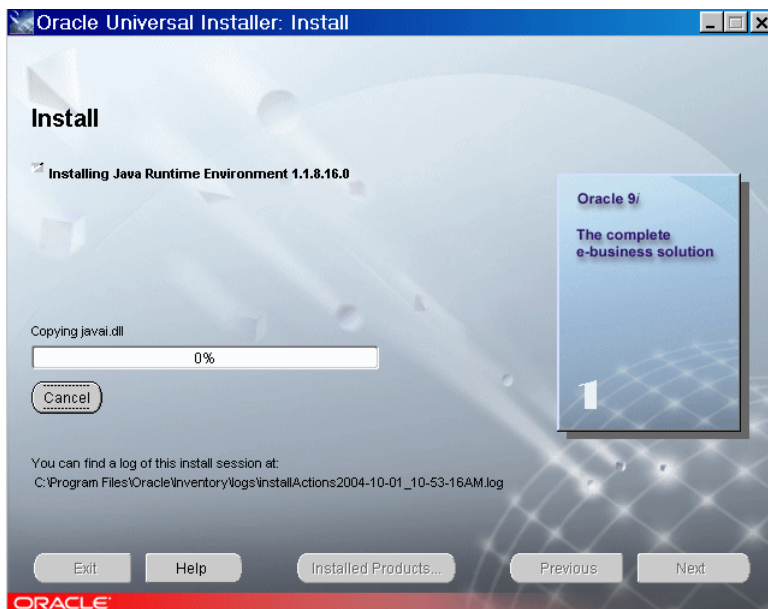 Oracle Universal Installer: Install
Install
Installing Java Runtime Environment 1.1.8.16.0
Oracle 9i
The complete
e-business solution
Copying javai.dll
0%
Cancel
1
You can find a log of this install session at:
C:\Program Files\Oracle\Inventory\logs\installActions2004-10-01_10-53-16AM.log
Exit
Help
Installed Products...
Previous
Next
ORACLE